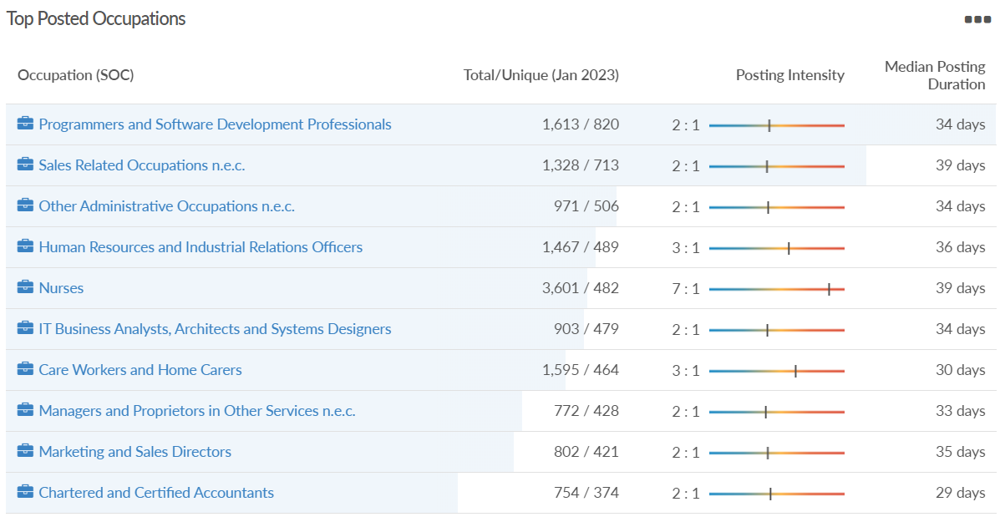 Top Posted Occupations
Occupation (SOC) Total/Unique (Jan 2023) Posting Intensity Median Posting Duration
Programmers and Software Development Professionals 1,613 / 820 2 : 1 34 days
Sales Related Occupations n.e.c. 1,328 / 713 2 : 1 39 days
Other Administrative Occupations n.e.c. 971 / 506 2 : 1 34 days
Human Resources and Industrial Relations Officers 1,467 / 489 3 : 1 36 days
Nurses 3,601 / 482 7 : 1 39 days
IT Business Analysts, Architects and Systems Designers 903 / 479 2 : 1 34 days
Care Workers and Home Carers 1,595 / 464 3 : 1 30 days
Managers and Proprietors in Other Services n.e.c. 772 / 428 2 : 1 33 days
Marketing and Sales Directors 802 / 421 2 : 1 35 days
Chartered and Certified Accountants 754 / 374 2 : 1 29 days